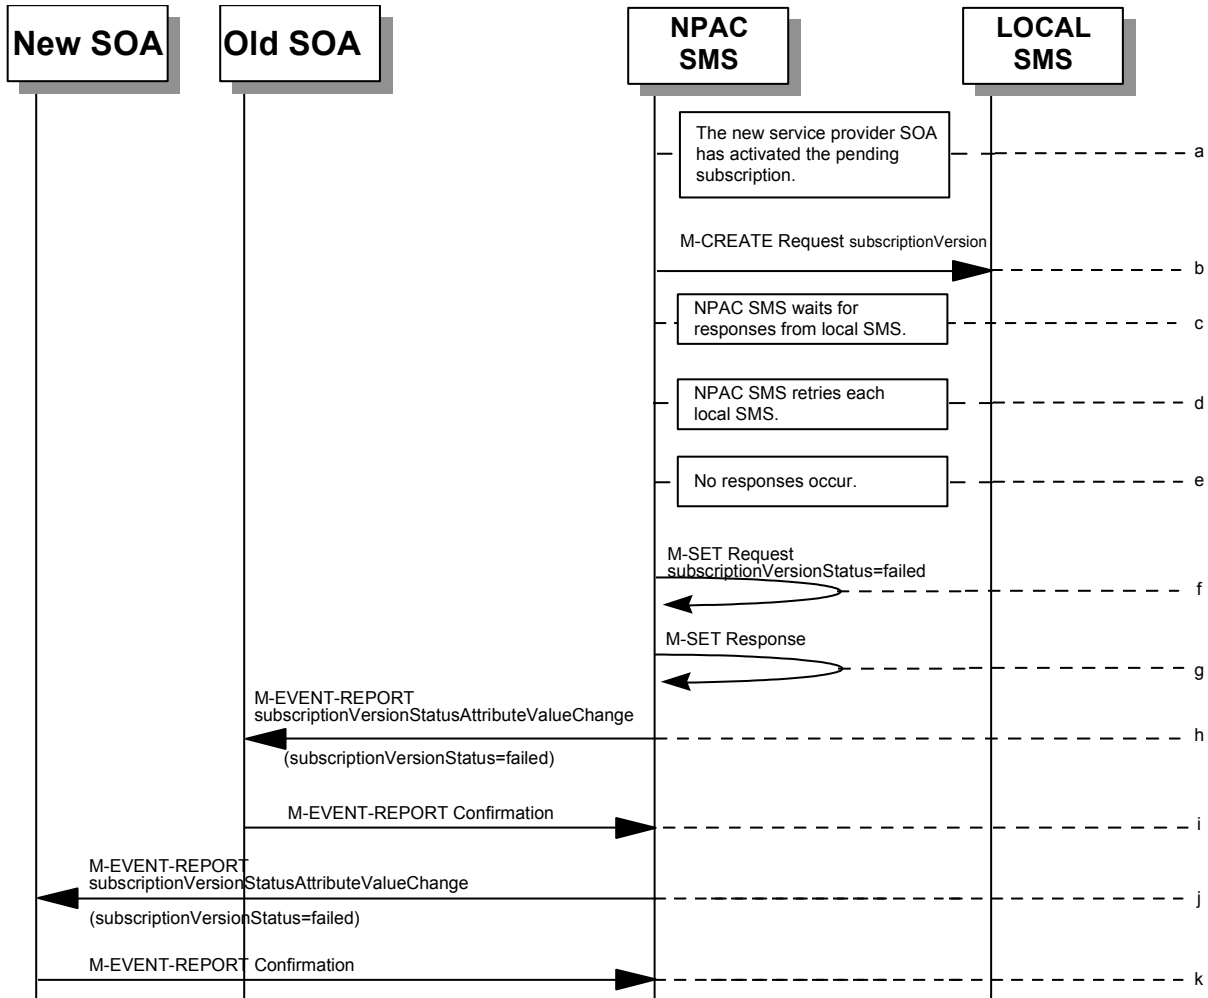 New SOA
Old SOA
NPAC
SMS
LOCAL
SMS
The new service provider SOA
has activated the pending
subscription.
a
M-CREATE Request subscriptionVersion
b
NPAC SMS waits for
responses from local SMS.
c
NPAC SMS retries each
local SMS.
d
No responses occur.
e
M-SET Request
subscriptionVersionStatus=failed
f
M-SET Response
g
M-EVENT-REPORT
subscriptionVersionStatusAttributeValueChange
h
(subscriptionVersionStatus=failed)
M-EVENT-REPORT Confirmation
i
M-EVENT-REPORT
subscriptionVersionStatusAttributeValueChange
j
(subscriptionVersionStatus=failed)
M-EVENT-REPORT Confirmation
k